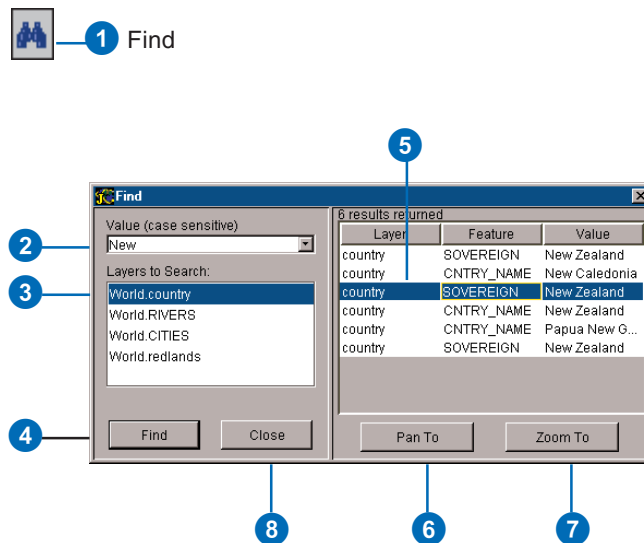 1 Find
5
Find
Value (case sensitive)
2 New
Layers to Search:
3 World.country
World.RIVERS
World.CITIES
World.redlands
4 Find Close
6 results returned
Layer Feature Value
country SOVEREIGN New Zealand
country CNTRY_NAME New Caledonia
country SOVEREIGN New Zealand
country CNTRY_NAME New Zealand
country CNTRY_NAME Papua New G...
country SOVEREIGN New Zealand
Pan To Zoom To
8 6 7